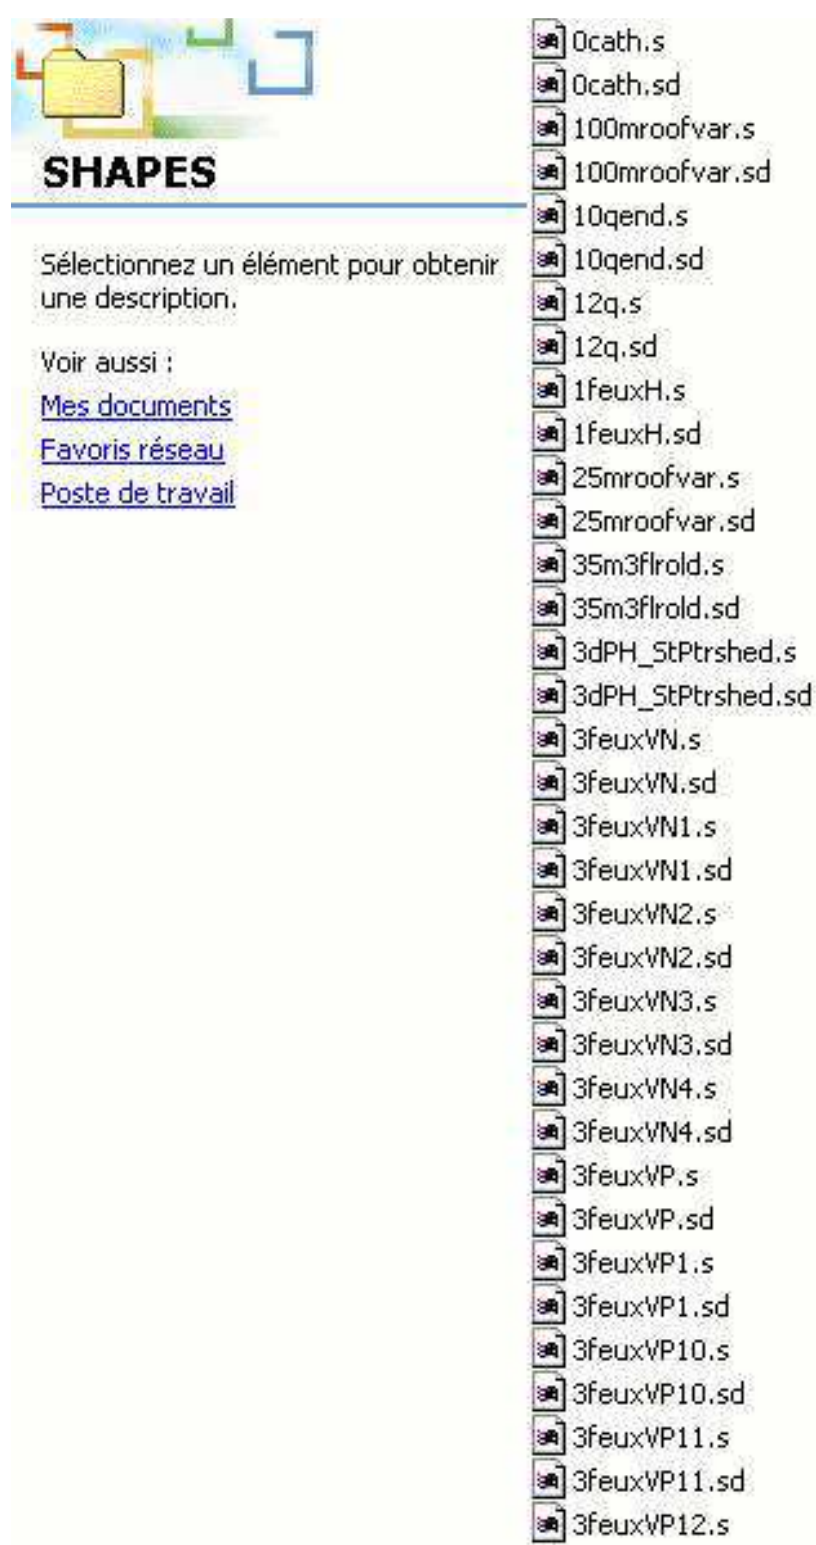 SHAPES
Sélectionnez un élément pour obtenir
une description.
Voir aussi :
Mes documents
Favoris réseau
Poste de travail
0cath.s
0cath.sd
100mroofvar.s
100mroofvar.sd
10qend.s
10qend.sd
12q.s
12q.sd
1feuxH.s
1feuxH.sd
25mroofvar.s
25mroofvar.sd
35m3flrold.s
35m3flrold.sd
3dPH_StPtrshed.s
3dPH_StPtrshed.sd
3feuxVN.s
3feuxVN.sd
3feuxVN1.s
3feuxVN1.sd
3feuxVN2.s
3feuxVN2.sd
3feuxVN3.s
3feuxVN3.sd
3feuxVN4.s
3feuxVN4.sd
3feuxVP.s
3feuxVP.sd
3feuxVP1.s
3feuxVP1.sd
3feuxVP10.s
3feuxVP10.sd
3feuxVP11.s
3feuxVP11.sd
3feuxVP12.s